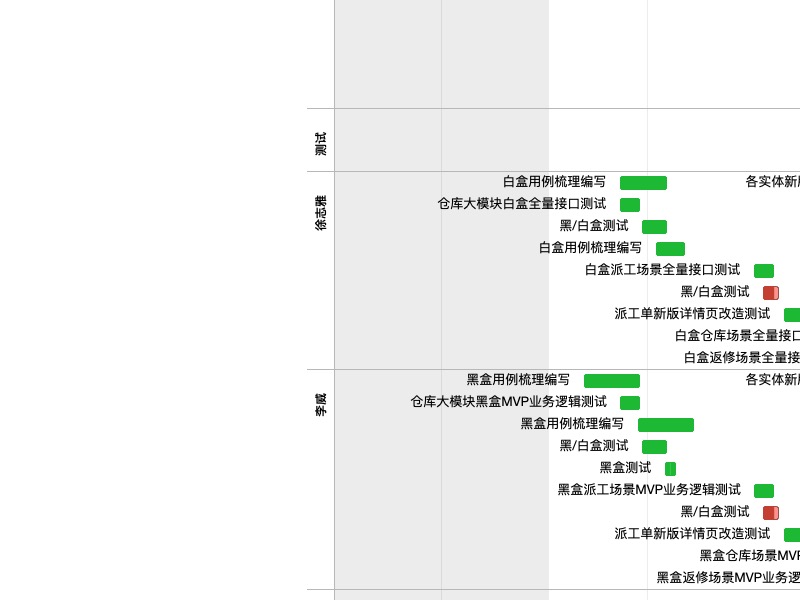 测试
徐志雅
白盒用例梳理编写
各实体新版
仓库大模块白盒全量接口测试
黑/白盒测试
白盒用例梳理编写
白盒派工场景全量接口测试
黑/白盒测试
派工单新版详情页改造测试
白盒仓库场景全量接口
白盒返修场景全量接
李威
黑盒用例梳理编写
各实体新版
仓库大模块黑盒MVP业务逻辑测试
黑盒用例梳理编写
黑/白盒测试
黑盒测试
黑盒派工场景MVP业务逻辑测试
黑/白盒测试
派工单新版详情页改造测试
黑盒仓库场景MVP
黑盒返修场景MVP业务逻